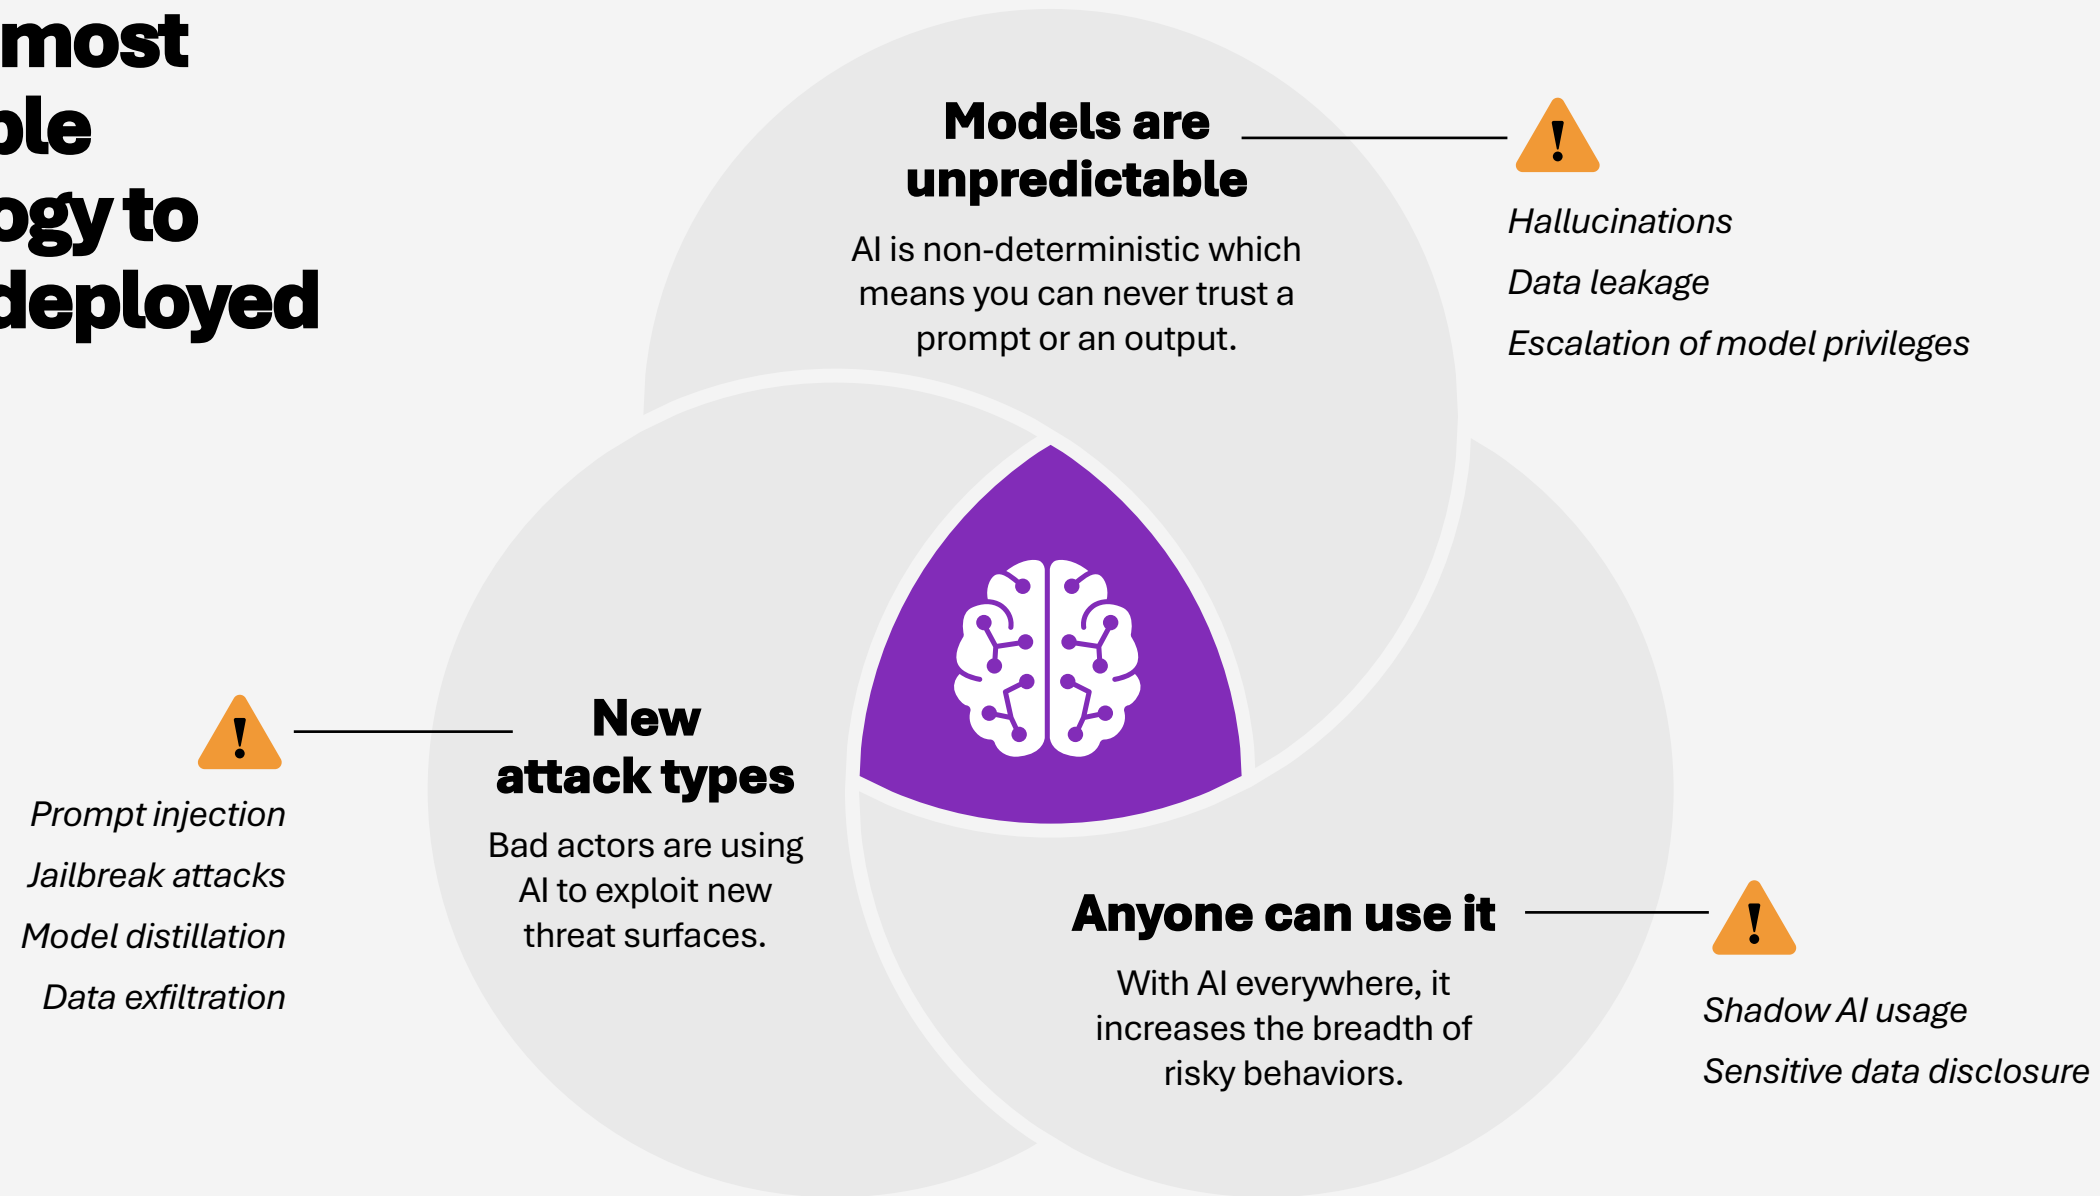 most
ble
ogy to
deployed
Models are
unpredictable
AI is non-deterministic which
means you can never trust a
prompt or an output.
Hallucinations
Data leakage
Escalation of model privileges
New
attack types
Bad actors are using
AI to exploit new
threat surfaces.
Prompt injection
Jailbreak attacks
Model distillation
Data exfiltration
Anyone can use it
With AI everywhere, it
increases the breadth of
risky behaviors.
Shadow AI usage
Sensitive data disclosure